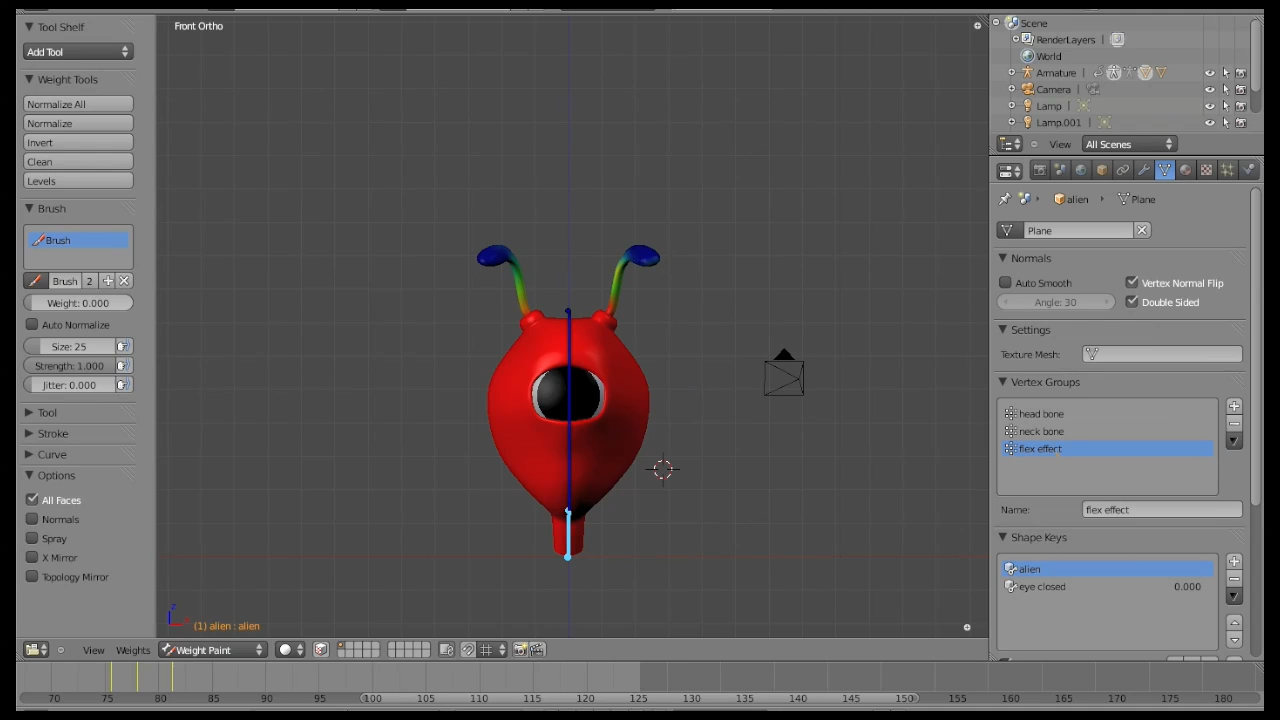 Tool Shelf
Add Tool
Weight Tools
Normalize All
Normalize
Invert
Clean
Levels
Brush
Brush
Brush 2
Weight: 0.000
Auto Normalize
Size: 25
Strength: 1.000
Jitter: 0.000
Tool
Stroke
Curve
Options
All Faces
Normals
Spray
X Mirror
Topology Mirror
Front Ortho
z
(1) alien : alien
View Weights Weight Paint
70 75 80 85 90 95 100 105 110 115 120 125 130 135 140 145 150 155 160 165 170 175 180
Scene
RenderLayers
World
Armature
Camera
Lamp
Lamp.001
View All Scenes
alien Plane
Plane
Normals
Auto Smooth Vertex Normal Flip
Angle: 30 Double Sided
Settings
Texture Mesh:
Vertex Groups
head bone
neck bone
flex effect
Name: flex effect
Shape Keys
alien
eye closed 0.000